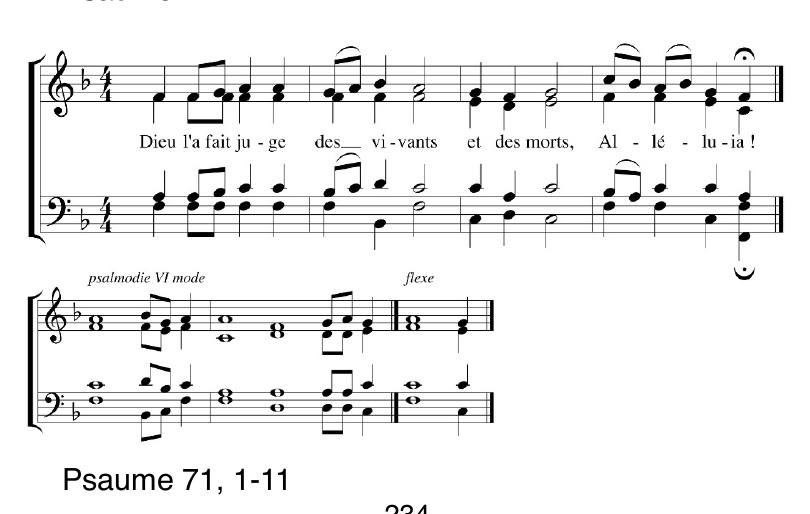 Dieu l'a fait ju - ge des__ vi - vants et des morts, Al - lé - lu - ia !
psalmodie VI mode flexe
Psaume 71, 1-11
234